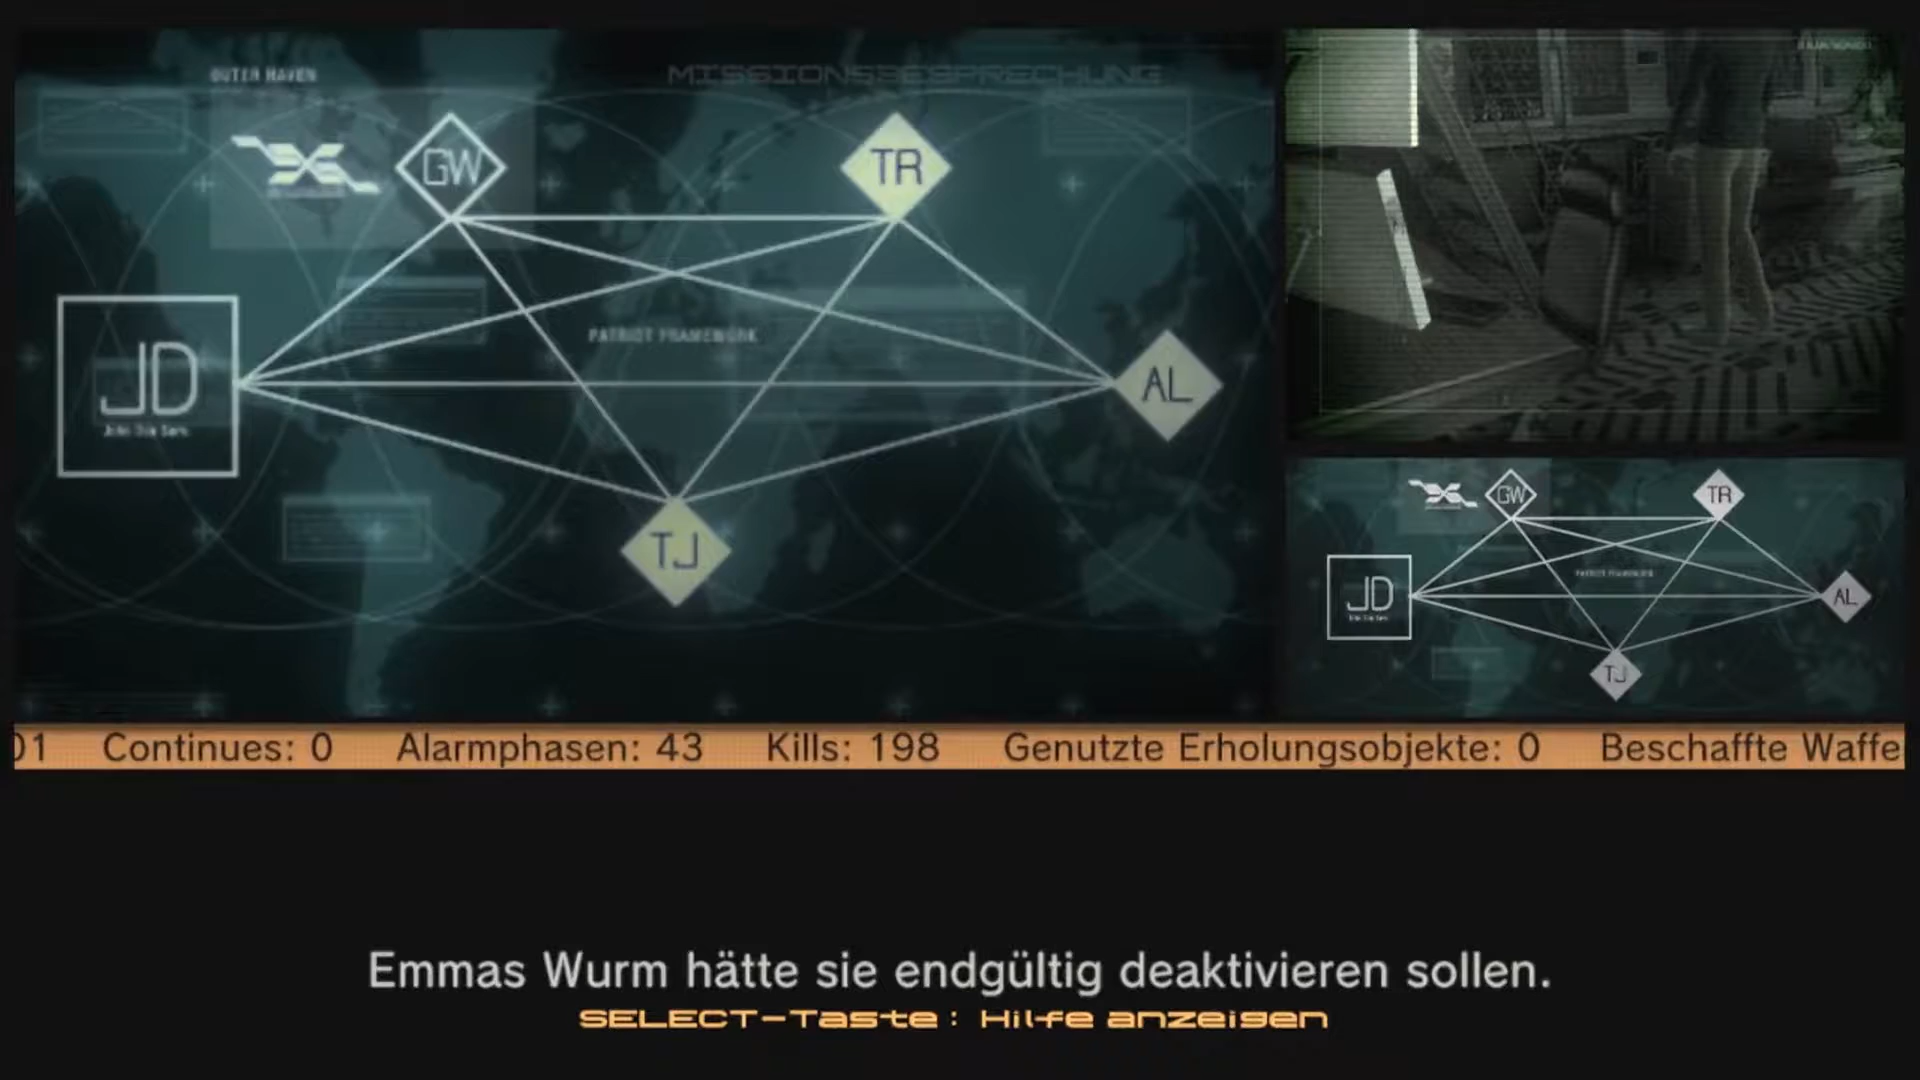 OUTER HAVEN
MISSIONSBESPRECHUNG
GW
TR
PATRIOT FRAMEWORK
JD
AL
TJ
GW
TR
PATRIOT FRAMEWORK
JD
AL
TJ
01 Continues: 0 Alarmphasen: 43 Kills: 198 Genutzte Erholungsobjekte: 0 Beschaffte Waffe
Emmas Wurm hätte sie endgültig deaktivieren sollen.
SELECT-Taste: Hilfe anzeigen